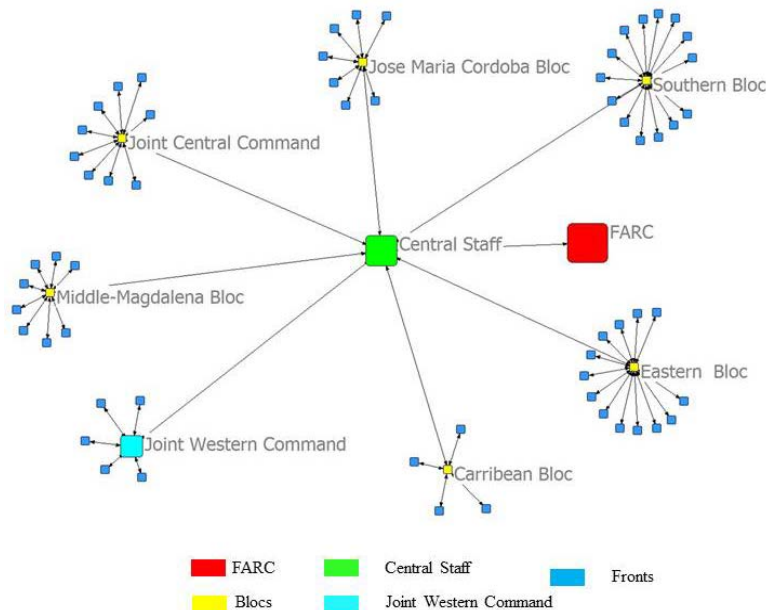 Jose Maria Cordoba Bloc
Southern Bloc
Joint Central Command
FARC
Central Staff
Middle-Magdalena Bloc
Eastern  Bloc
Joint Western Command
Carribean Bloc
FARC
Central Staff
Fronts
Blocs
Joint Western Command